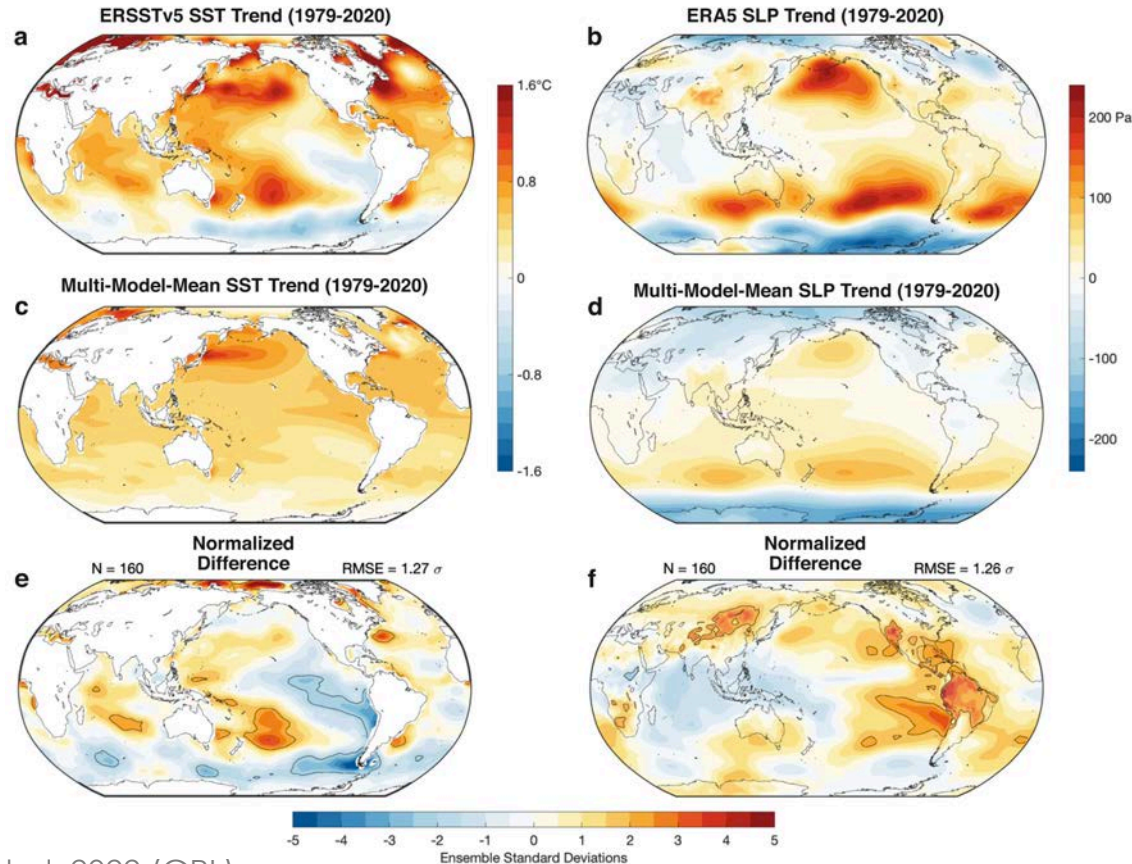 ERSSTv5 SST Trend (1979-2020)
ERA5 SLP Trend (1979-2020)
a
b
1.6°C
0.8
0
-0.8
-1.6
200 Pa
100
0
-100
-200
Multi-Model-Mean SST Trend (1979-2020)
Multi-Model-Mean SLP Trend (1979-2020)
c
d
Normalized
Difference
Normalized
Difference
e
N = 160
RMSE = 1.27 σ
f
N = 160
RMSE = 1.26 σ
-5 -4 -3 -2 -1 0 1 2 3 4 5
Ensemble Standard Deviations